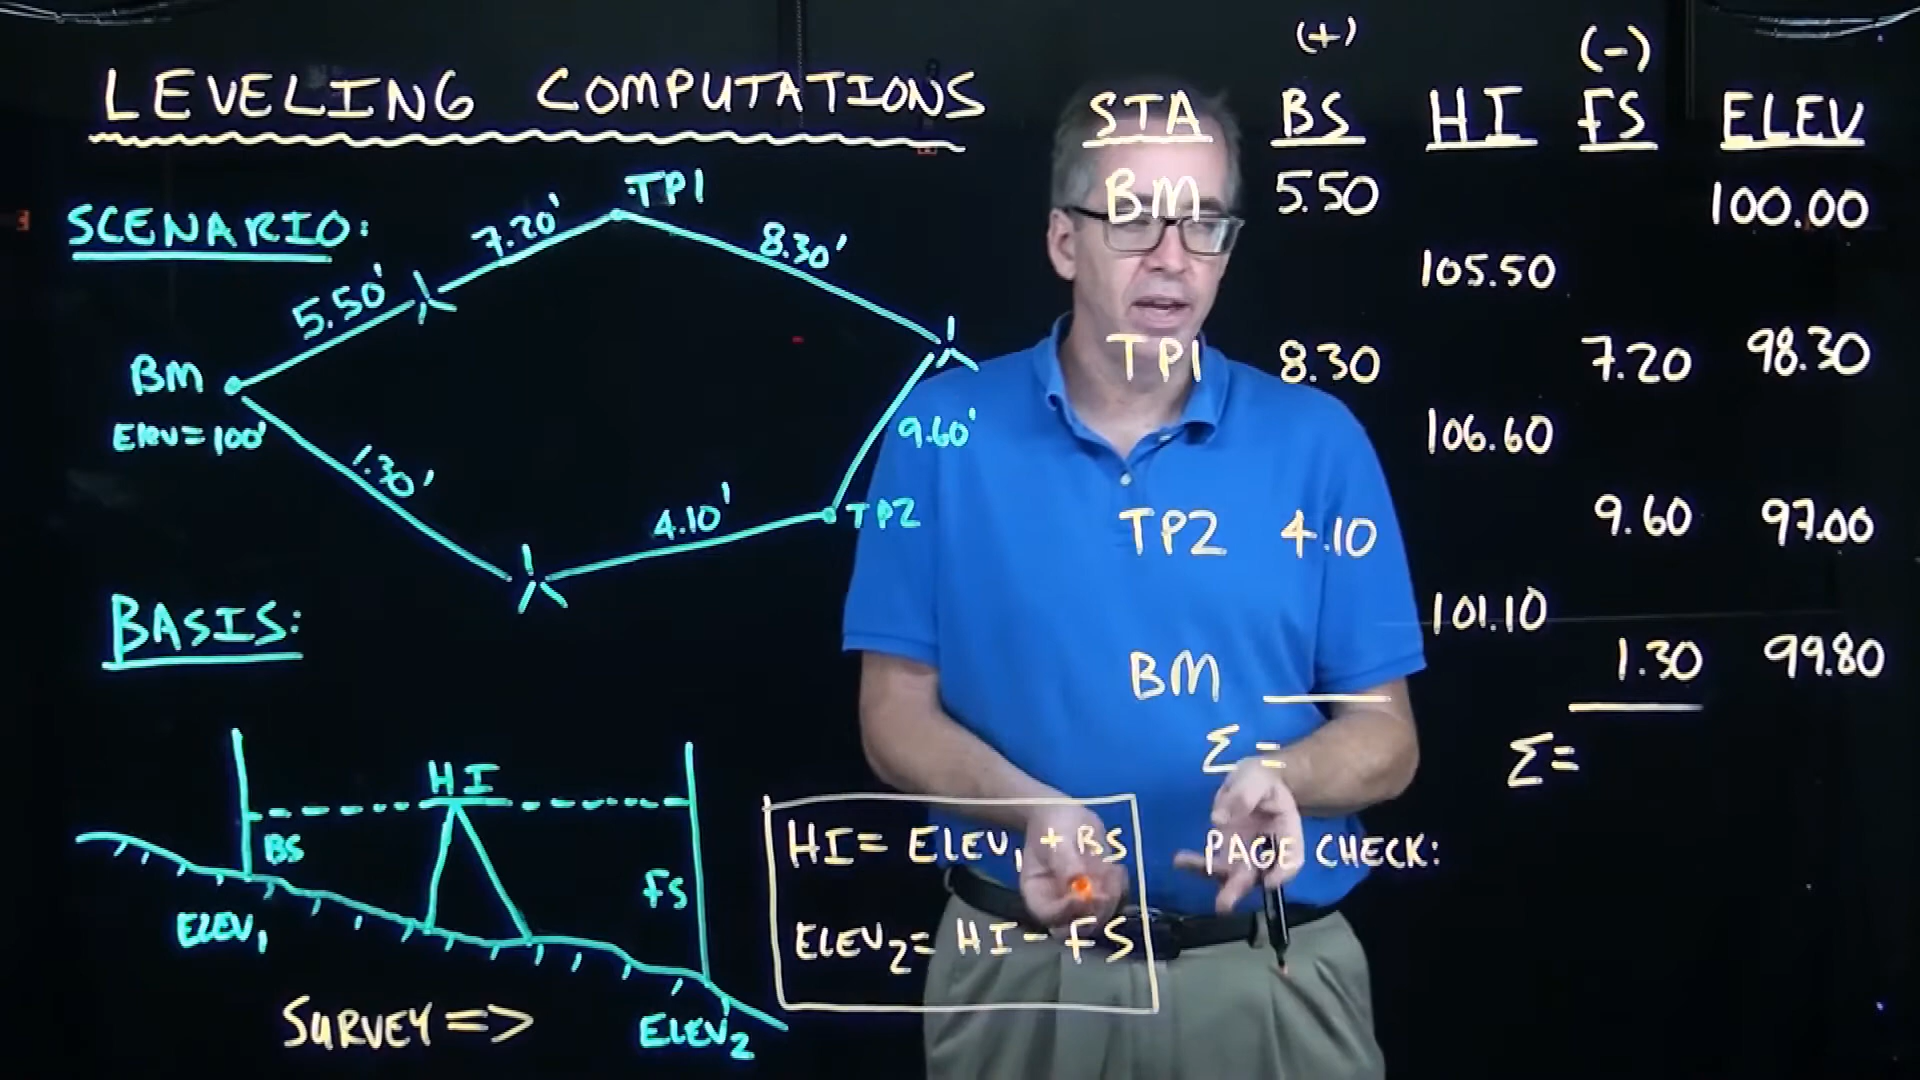 LEVELING COMPUTATIONS
SCENARIO:
BM
Elev=100'
5.50'
7.20'
TP1
8.30'
9.60'
TP2
4.10'
1.30'
BASIS:
HI
BS
FS
ELEV1
ELEV2
SURVEY =>
HI = ELEV1 + BS
ELEV2 = HI - FS
(+) (-)
STA BS HI FS ELEV
BM 5.50 100.00
105.50
TP1 8.30 7.20 98.30
106.60
TP2 4.10 9.60 97.00
101.10
BM 1.30 99.80
Σ= Σ=
PAGE CHECK: